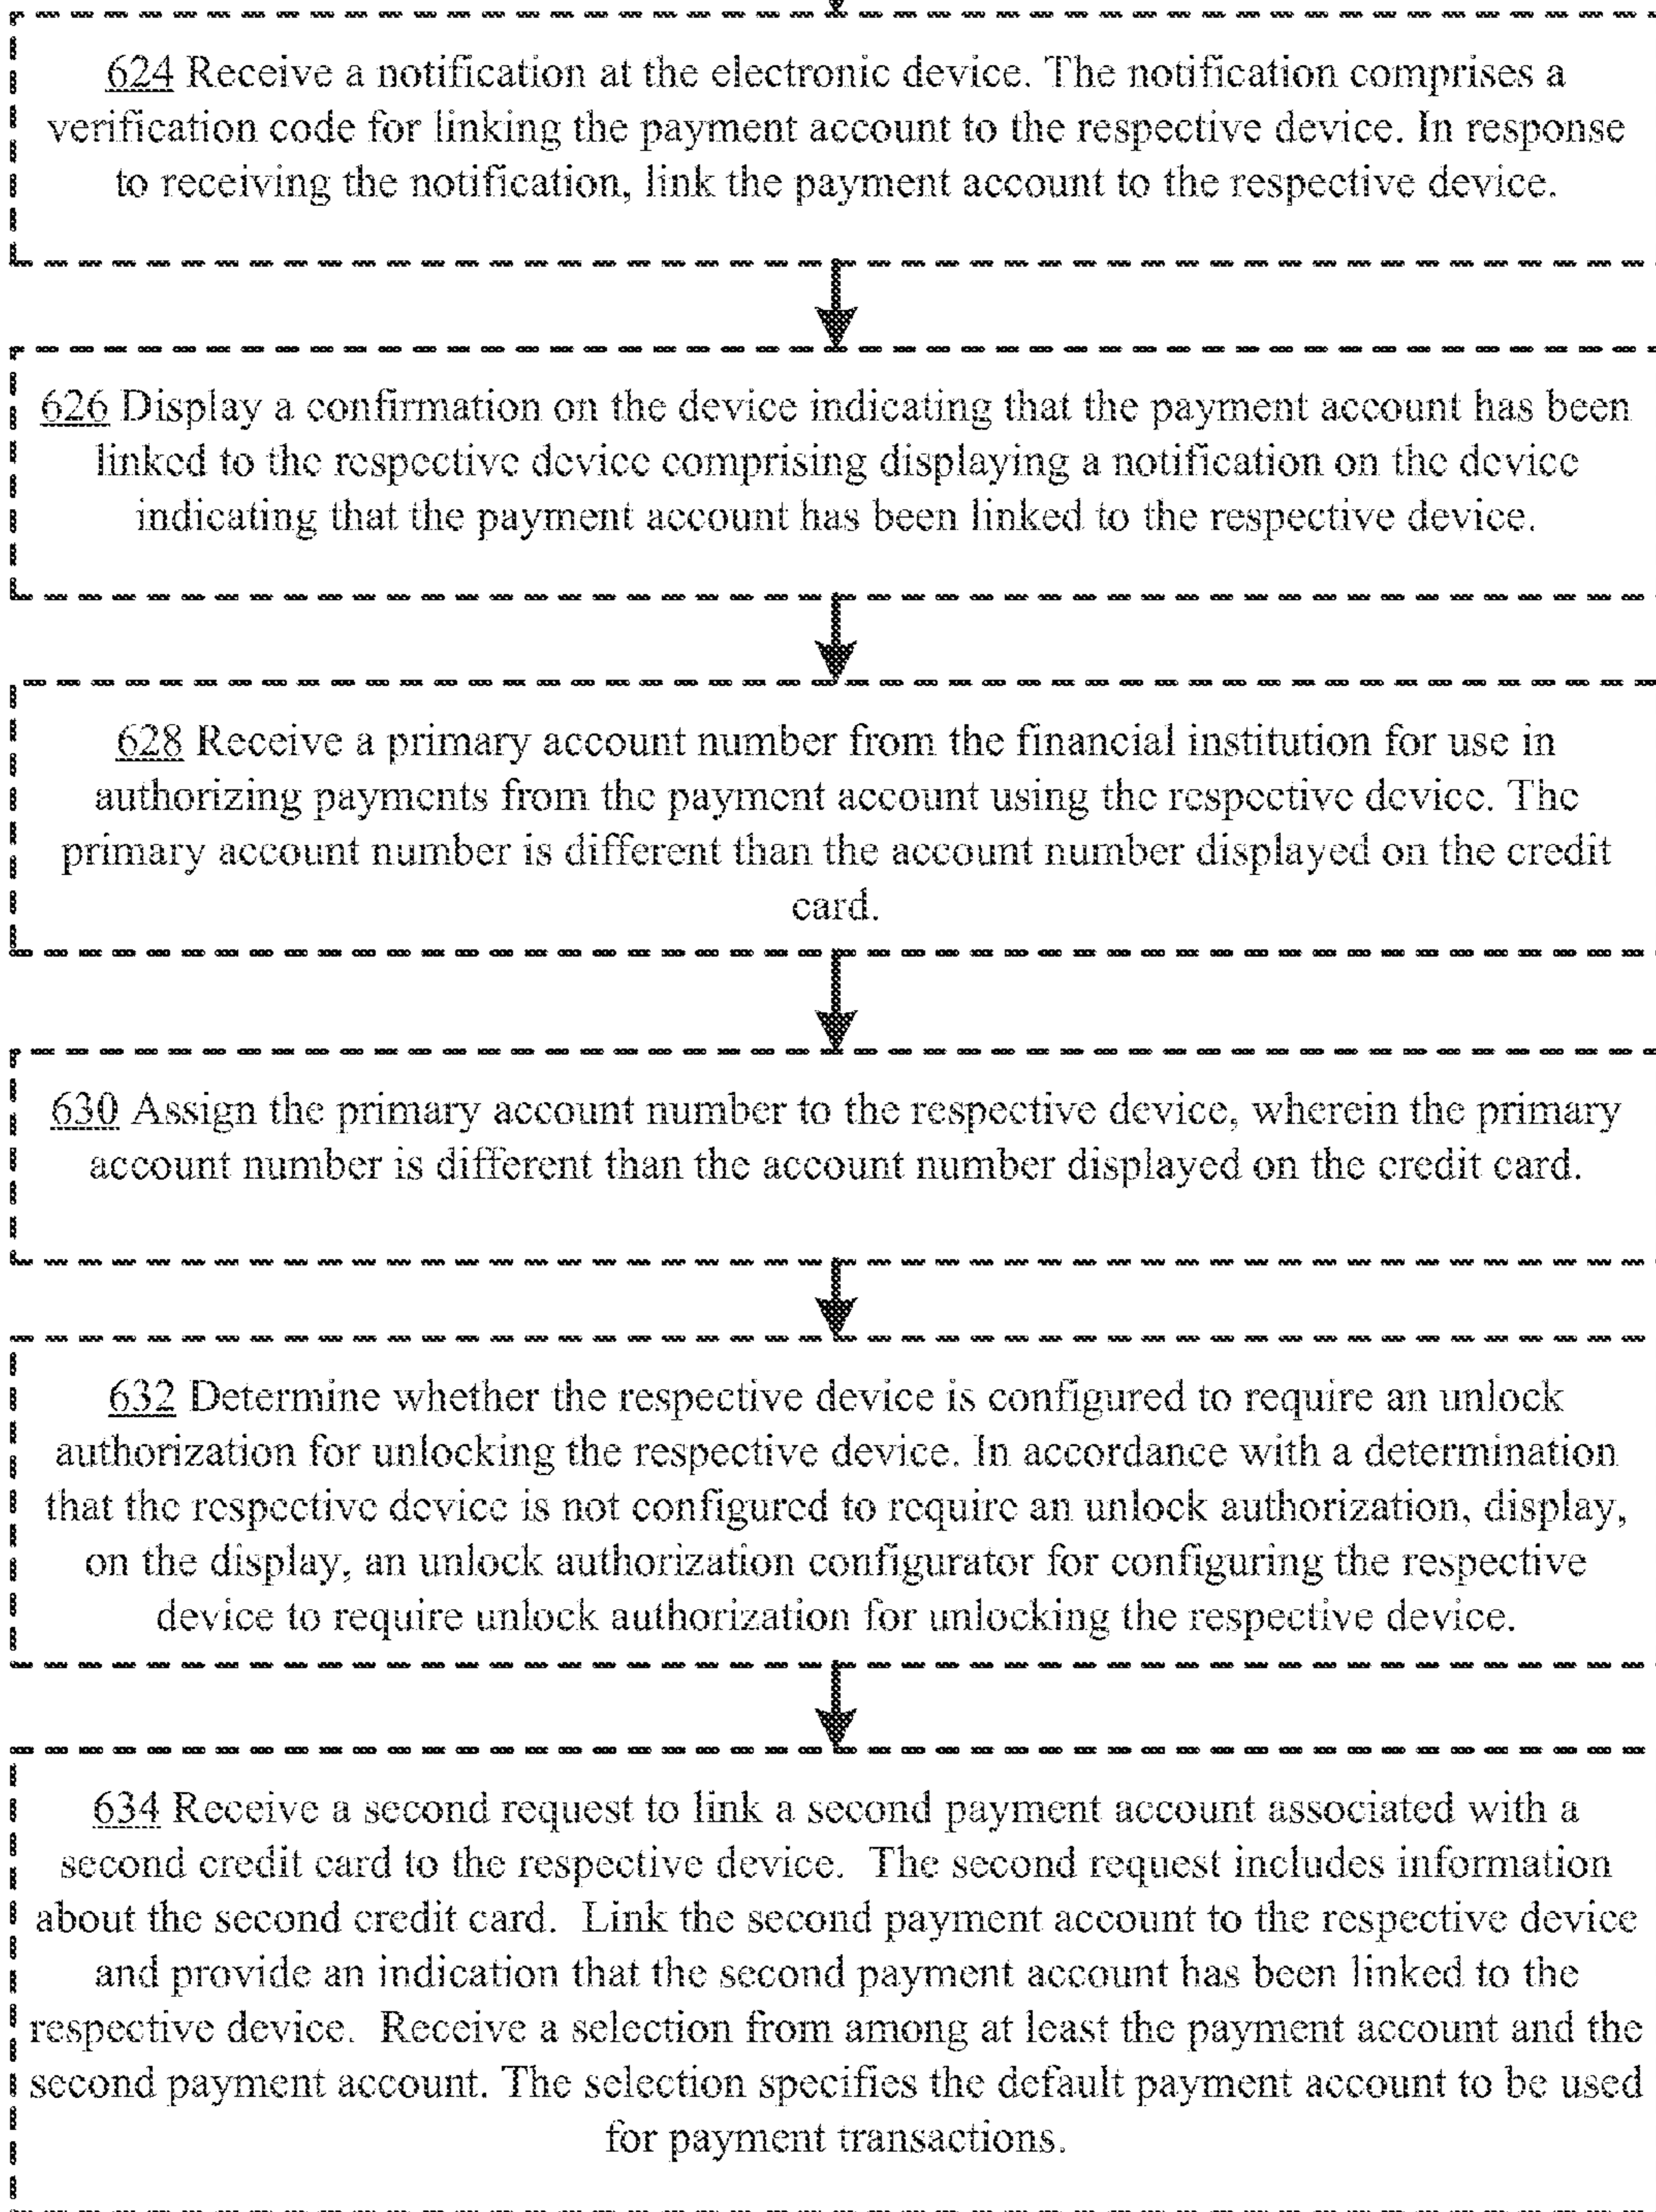 624 Receive a notification at the electronic device. The notification comprises a
verification code for linking the payment account to the respective device. In response
to receiving the notification, link the payment account to the respective device.
626 Display a confirmation on the device indicating that the payment account has been
linked to the respective device comprising displaying a notification on the device
indicating that the payment account has been linked to the respective device.
628 Receive a primary account number from the financial institution for use in
authorizing payments from the payment account using the respective device. The
primary account number is different than the account number displayed on the credit
card.
630 Assign the primary account number to the respective device, wherein the primary
account number is different than the account number displayed on the credit card.
632 Determine whether the respective device is configured to require an unlock
authorization for unlocking the respective device. In accordance with a determination
that the respective device is not configured to require an unlock authorization, display,
on the display, an unlock authorization configurator for configuring the respective
device to require unlock authorization for unlocking the respective device.
634 Receive a second request to link a second payment account associated with a
second credit card to the respective device.  The second request includes information
about the second credit card.  Link the second payment account to the respective device
and provide an indication that the second payment account has been linked to the
respective device.  Receive a selection from among at least the payment account and the
second payment account. The selection specifies the default payment account to be used
for payment transactions.